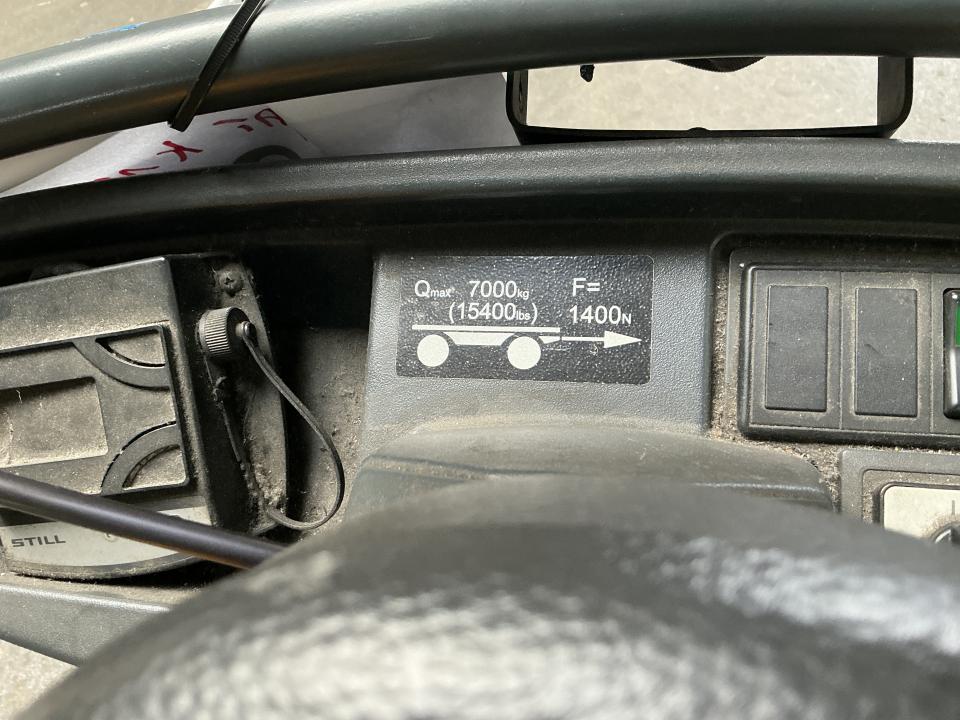 Qmax 7000kg F=
(15400lbs) 1400N
STILL